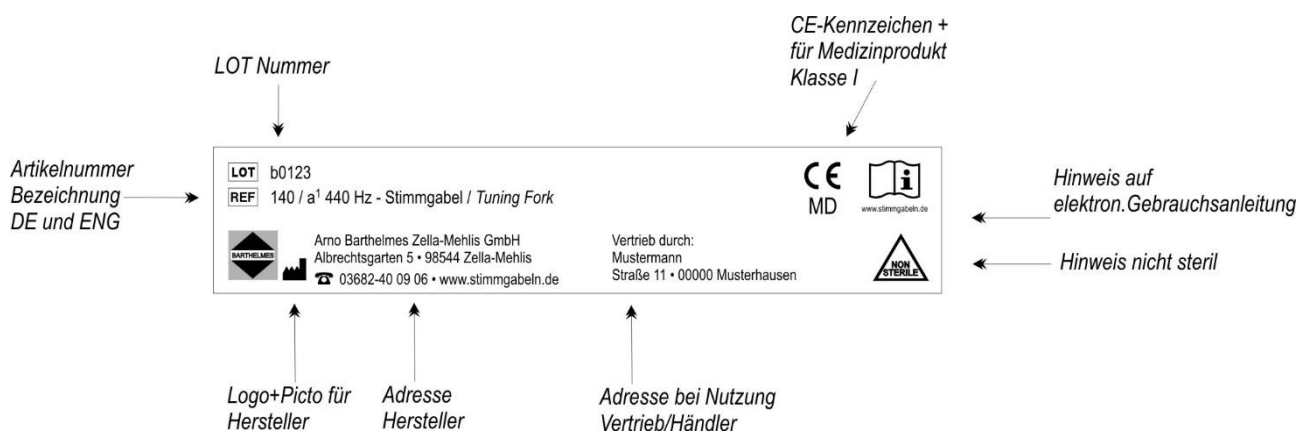 CE-Kennzeichen +
für Medizinprodukt
Klasse I
LOT Nummer
Artikelnummer
Bezeichnung
DE und ENG
LOT b0123
REF 140 / a¹ 440 Hz - Stimmgabel / Tuning Fork
CE
MD
i
www.stimmgabeln.de
Hinweis auf
elektron.Gebrauchsanleitung
BARTHELMES
Arno Barthelmes Zella-Mehlis GmbH
Albrechtsgarten 5 • 98544 Zella-Mehlis
☎ 03682-40 09 06 • www.stimmgabeln.de
Vertrieb durch:
Mustermann
Straße 11 • 00000 Musterhausen
NON
STERILE
Hinweis nicht steril
Logo+Picto für
Hersteller
Adresse
Hersteller
Adresse bei Nutzung
Vertrieb/Händler